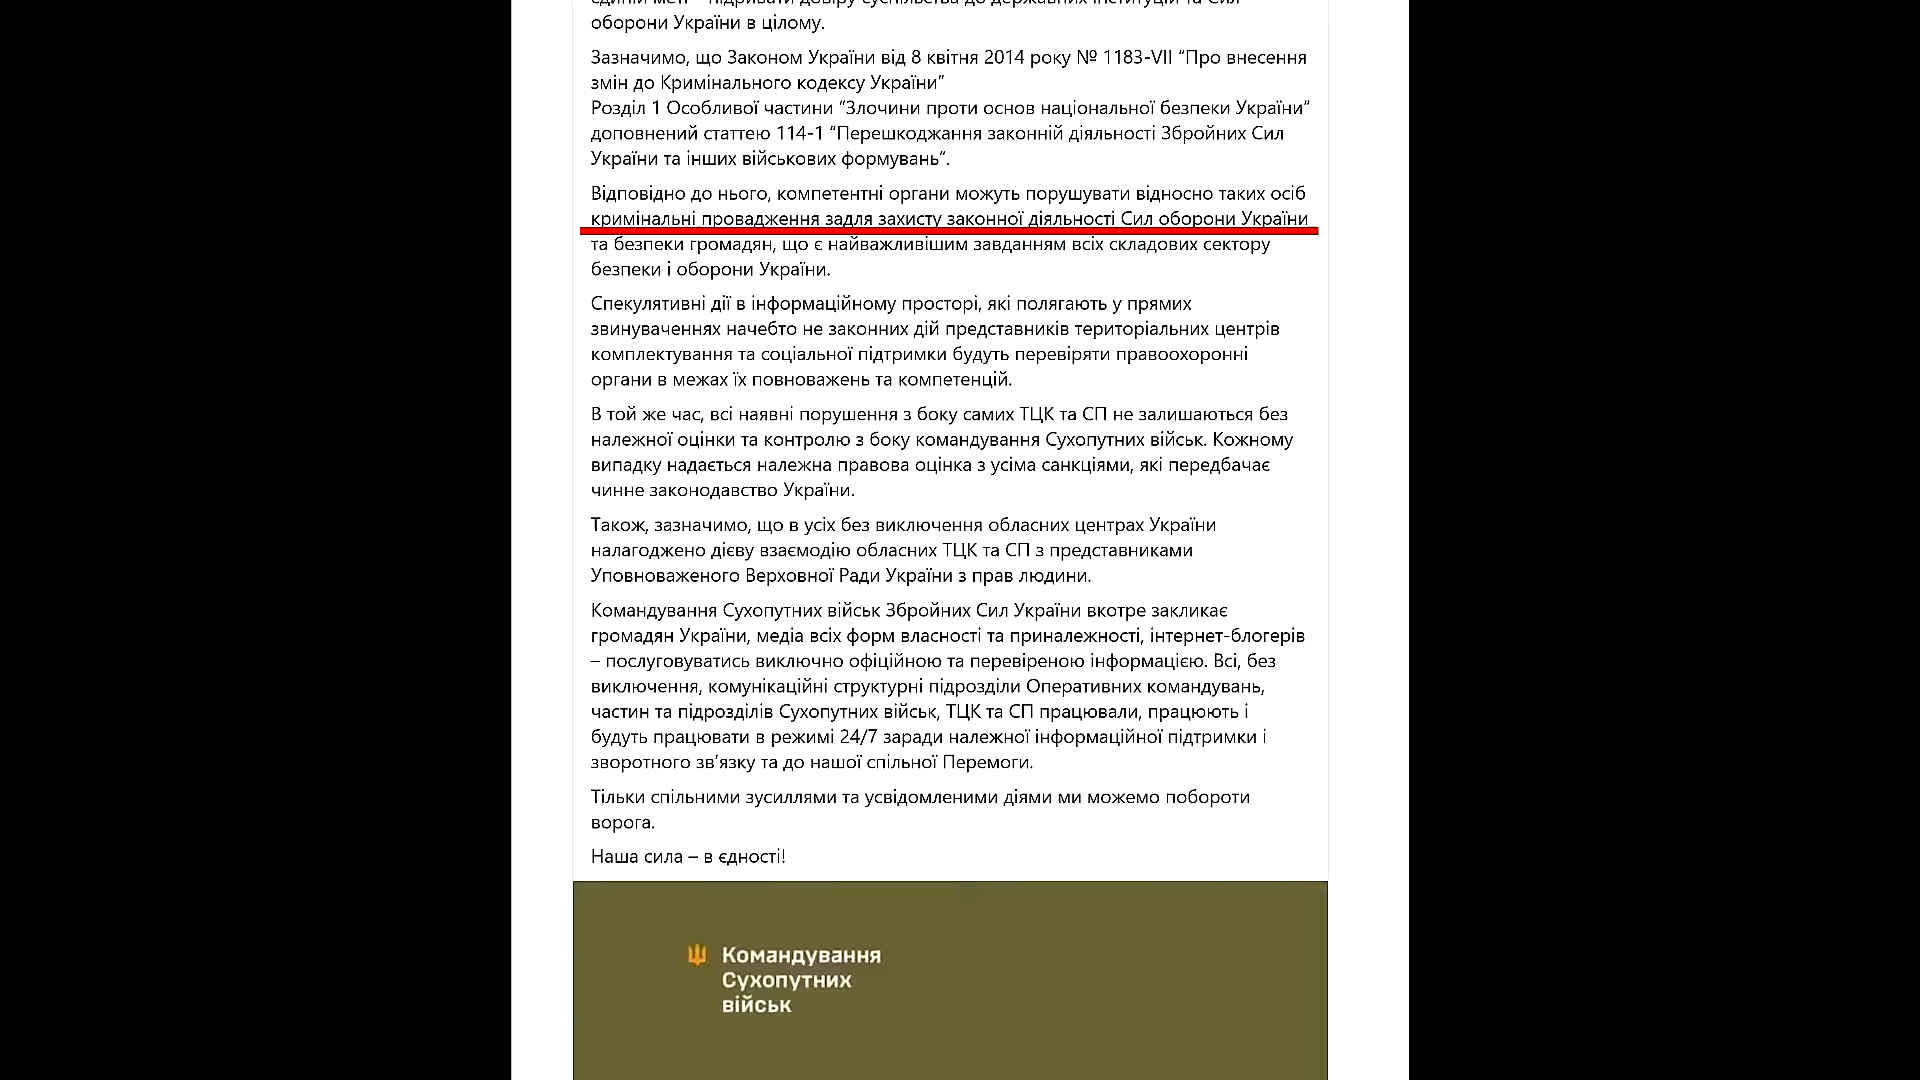 єдиній меті – підривати довіру суспільства до державних інституцій та Сил
оборони України в цілому.
Зазначимо, що Законом України від 8 квітня 2014 року № 1183-VII “Про внесення
змін до Кримінального кодексу України”
Розділ 1 Особливої частини “Злочини проти основ національної безпеки України”
доповнений статтею 114-1 “Перешкоджання законній діяльності Збройних Сил
України та інших військових формувань”.
Відповідно до нього, компетентні органи можуть порушувати відносно таких осіб
кримінальні провадження задля захисту законної діяльності Сил оборони України
та безпеки громадян, що є найважливішим завданням всіх складових сектору
безпеки і оборони України.
Спекулятивні дії в інформаційному просторі, які полягають у прямих
звинуваченнях начебто не законних дій представників територіальних центрів
комплектування та соціальної підтримки будуть перевіряти правоохоронні
органи в межах їх повноважень та компетенцій.
В той же час, всі наявні порушення з боку самих ТЦК та СП не залишаються без
належної оцінки та контролю з боку командування Сухопутних військ. Кожному
випадку надається належна правова оцінка з усіма санкціями, які передбачає
чинне законодавство України.
Також, зазначимо, що в усіх без виключення обласних центрах України
налагоджено дієву взаємодію обласних ТЦК та СП з представниками
Уповноваженого Верховної Ради України з прав людини.
Командування Сухопутних військ Збройних Сил України вкотре закликає
громадян України, медіа всіх форм власності та приналежності, інтернет-блогерів
– послуговуватись виключно офіційною та перевіреною інформацією. Всі, без
виключення, комунікаційні структурні підрозділи Оперативних командувань,
частин та підрозділів Сухопутних військ, ТЦК та СП працювали, працюють і
будуть працювати в режимі 24/7 заради належної інформаційної підтримки і
зворотного зв’язку та до нашої спільної Перемоги.
Тільки спільними зусиллями та усвідомленими діями ми можемо побороти
ворога.
Наша сила – в єдності!
Командування
Сухопутних
військ